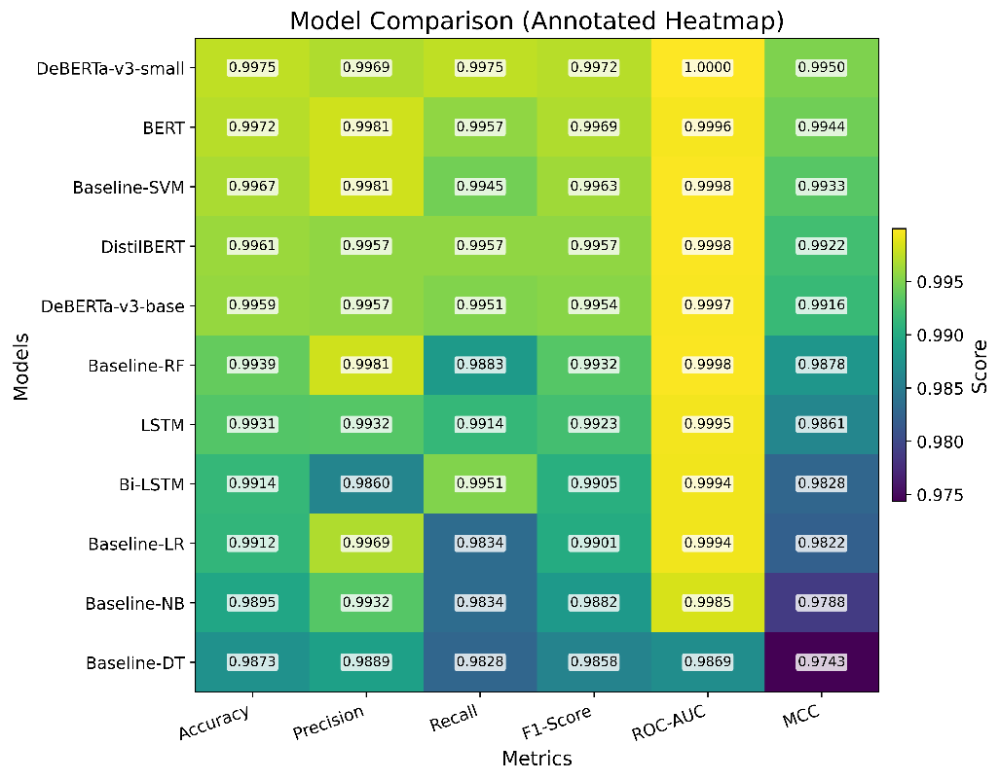 Model Comparison (Annotated Heatmap)
DeBERTa-v3-small 0.9975 0.9969 0.9975 0.9972 1.0000 0.9950
BERT 0.9972 0.9981 0.9957 0.9969 0.9996 0.9944
Baseline-SVM 0.9967 0.9981 0.9945 0.9963 0.9998 0.9933
DistilBERT 0.9961 0.9957 0.9957 0.9957 0.9998 0.9922
DeBERTa-v3-base 0.9959 0.9957 0.9951 0.9954 0.9997 0.9916
Baseline-RF 0.9939 0.9981 0.9883 0.9932 0.9998 0.9878
LSTM 0.9931 0.9932 0.9914 0.9923 0.9995 0.9861
Bi-LSTM 0.9914 0.9860 0.9951 0.9905 0.9994 0.9828
Baseline-LR 0.9912 0.9969 0.9834 0.9901 0.9994 0.9822
Baseline-NB 0.9895 0.9932 0.9834 0.9882 0.9985 0.9788
Baseline-DT 0.9873 0.9889 0.9828 0.9858 0.9869 0.9743
Accuracy Precision Recall F1-Score ROC-AUC MCC
Metrics
Models
0.995
0.990
0.985
0.980
0.975
Score